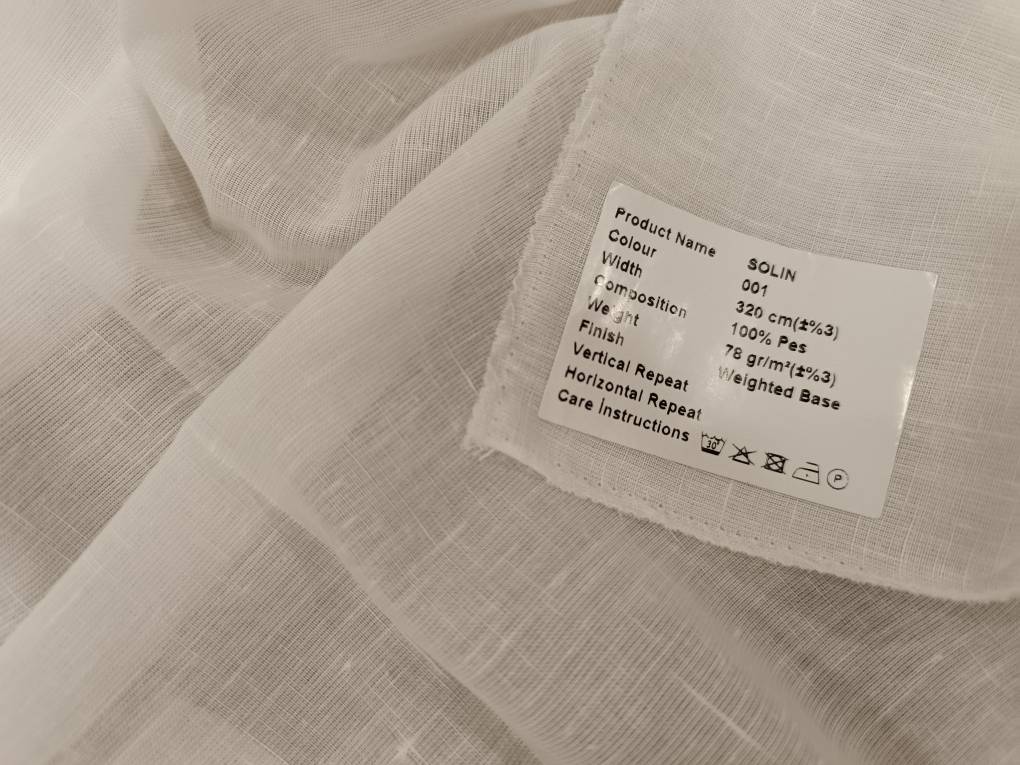 Product Name SOLIN
Colour 001
Width 320 cm(±%3)
Composition 100% Pes
Weight 78 gr/m²(±%3)
Finish Weighted Base
Vertical Repeat
Horizontal Repeat
Care İnstructions 30° P